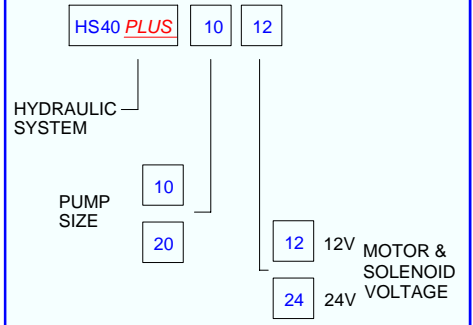 HS40 PLUS 10 12
HYDRAULIC
SYSTEM
10
PUMP
SIZE
20
12 12V
MOTOR &
SOLENOID
VOLTAGE
24 24V